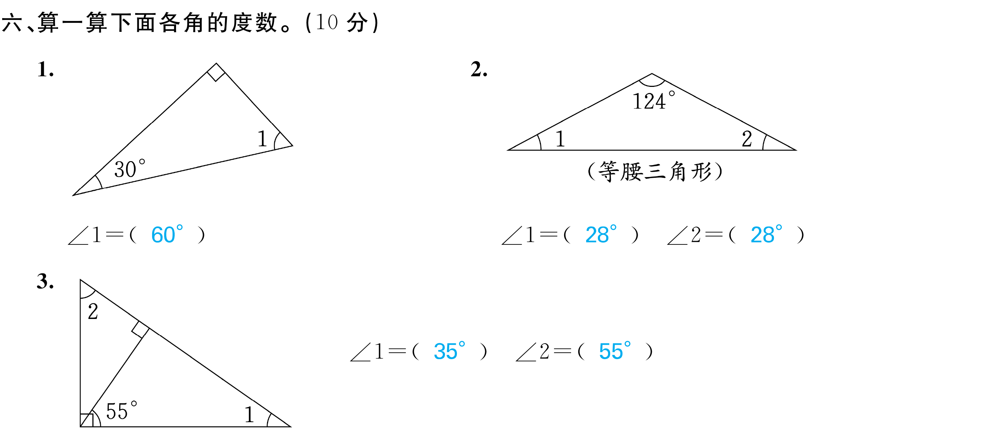 六、算一算下面各角的度数。(10 分)
1.
30° 1
∠1=( 60° )
2.
124°
1 2
(等腰三角形)
∠1=( 28° ) ∠2=( 28° )
3.
2
55° 1
∠1=( 35° ) ∠2=( 55° )